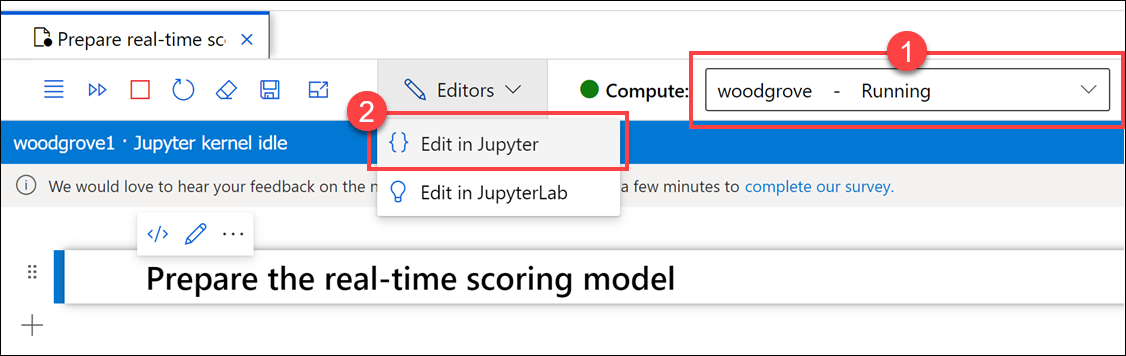 1
Prepare real-time sc
Editors
Compute:
woodgrove - Running
2
Edit in Jupyter
woodgrove1 · Jupyter kernel idle
We would love to hear your feedback on the n
a few minutes to complete our survey.
Edit in JupyterLab
Prepare the real-time scoring model